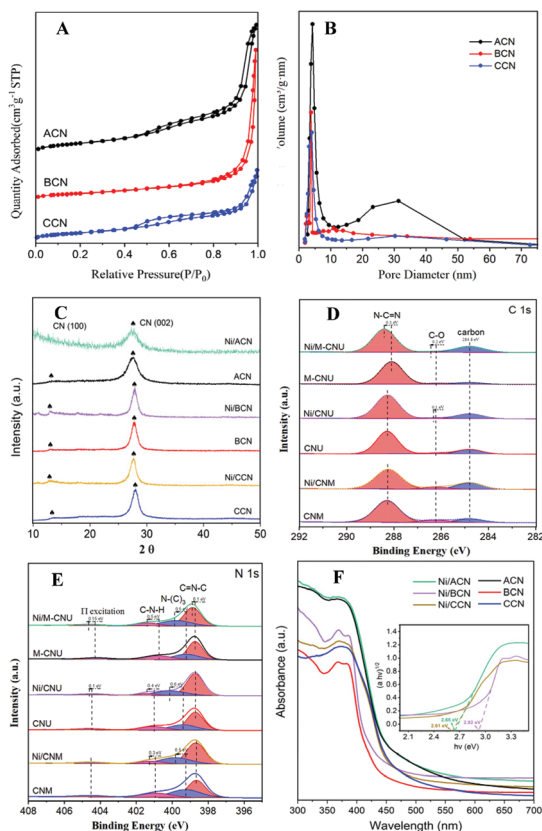 A
Quantity Adsorbed(cm³g⁻¹ STP)
ACN
BCN
CCN
0.0 0.2 0.4 0.6 0.8 1.0
Relative Pressure(P/P₀)
B
ACN
BCN
CCN
olume (cm³/g·nm)
0 10 20 30 40 50 60 70
Pore Diameter (nm)
C
CN (100)
CN (002)
Ni/ACN
ACN
Ni/BCN
BCN
Ni/CCN
CCN
Intensity (a.u.)
10 20 30 40 50
2 θ
D
C 1s
N-C=N
C-O
carbon
284.8 eV
Ni/M-CNU
M-CNU
Ni/CNU
CNU
Ni/CNM
CNM
Intensity (a.u.)
292 290 288 286 284 282
Binding Energy (eV)
E
N 1s
C=N-C
N-(C)₃
C-N-H
Π excitation
Ni/M-CNU
M-CNU
Ni/CNU
CNU
Ni/CNM
CNM
Intensity (a.u.)
408 406 404 402 400 398 396
Binding Energy (eV)
F
Ni/ACN ACN
Ni/BCN BCN
Ni/CCN CCN
Absorbance (a.u.)
(a hv)¹ᐟ²
1.4
1.2
1.0
0.8
0.6
0.4
0.2
0.0
2.65 eV
2.61 eV
2.92 eV
2.1 2.4 2.7 3.0 3.3
hv (eV)
300 400 500 600 700
Wavelength (nm)